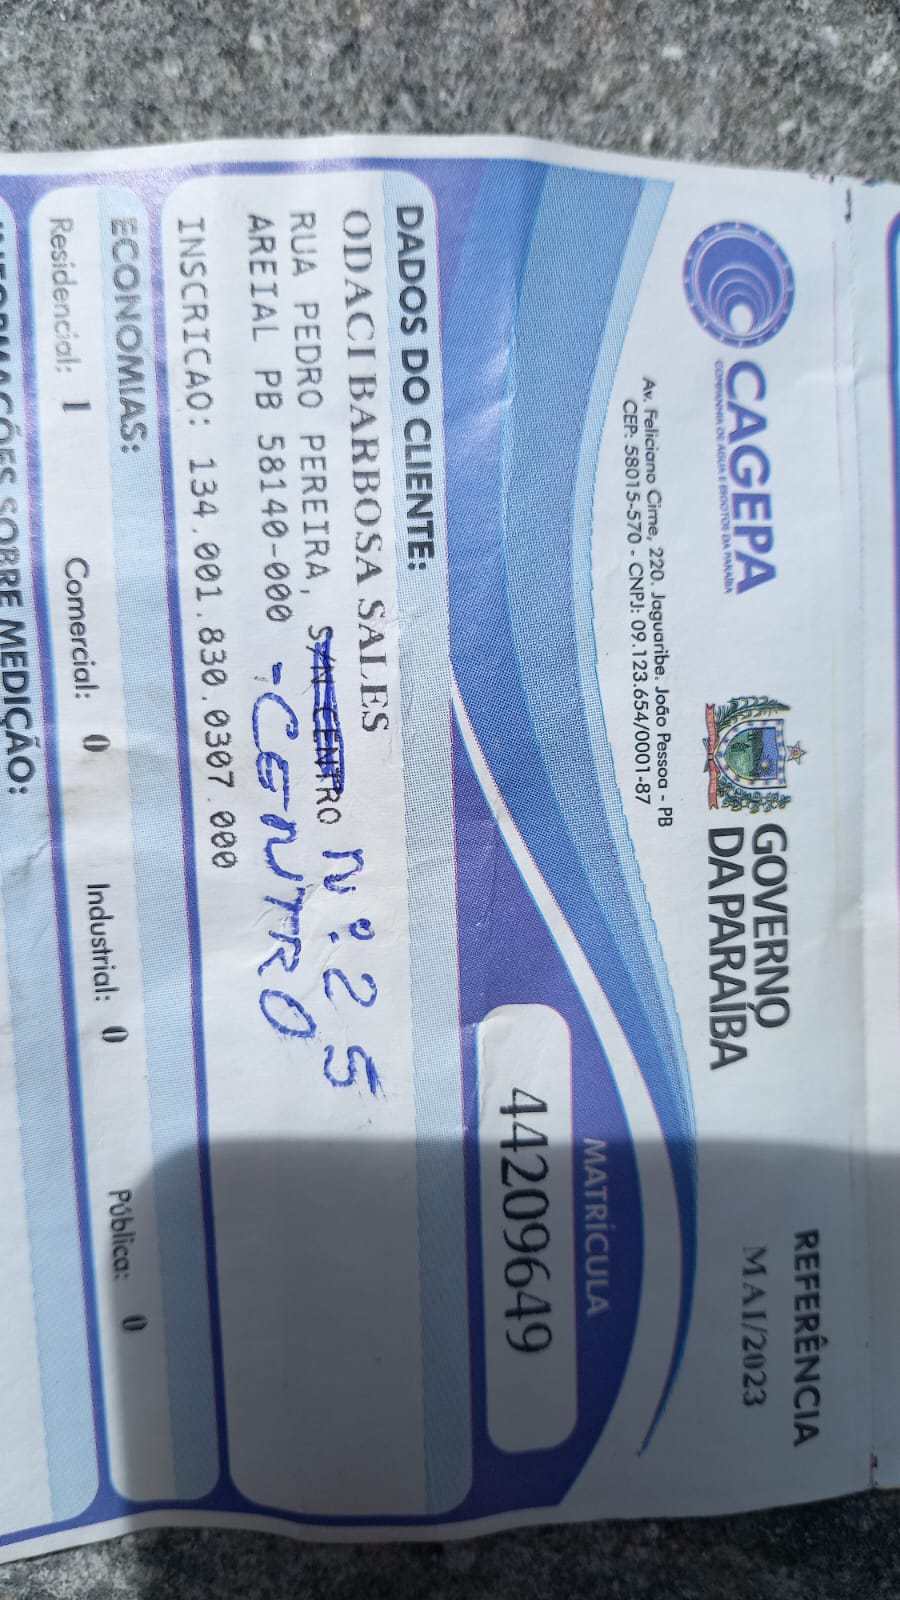 CAGEPA
COMPANHIA DE ÁGUA E ESGOTOS DA PARAÍBA
GOVERNO
DA PARAÍBA
REFERÊNCIA
MAI/2023
Av. Feliciano Cirne, 220. Jaguaribe. João Pessoa - PB
CEP. 58015-570 - CNPJ: 09.123.654/0001-87
MATRÍCULA
44209649
DADOS DO CLIENTE:
ODACI BARBOSA SALES
RUA PEDRO PEREIRA, S/N CENTRO Nº: 25
AREIAL PB 58140-000 - CENTRO
INSCRICAO: 134.001.830.0307.000
ECONOMIAS:
Residencial: 1 Comercial: 0 Industrial: 0 Pública: 0
INFORMAÇÕES SOBRE MEDIÇÃO: